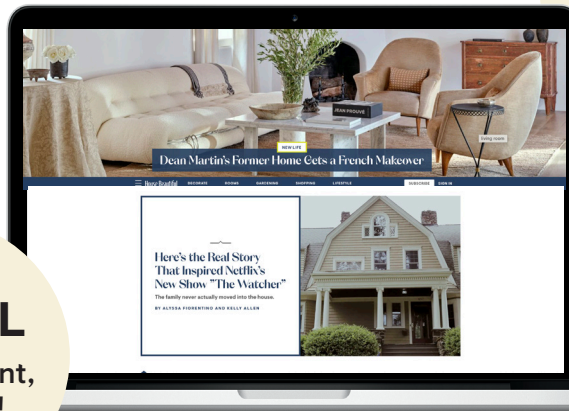 JEAN PROUVÉ
living room
NEW LIFE
Dean Martin's Former Home Gets a French Makeover
House Beautiful DECORATE ROOMS GARDENING SHOPPING LIFESTYLE SUBSCRIBE SIGN IN
Here's the Real Story
That Inspired Netflix's
New Show "The Watcher"
The family never actually moved into the house.
BY ALYSSA FIORENTINO AND KELLY ALLEN
L
nt,